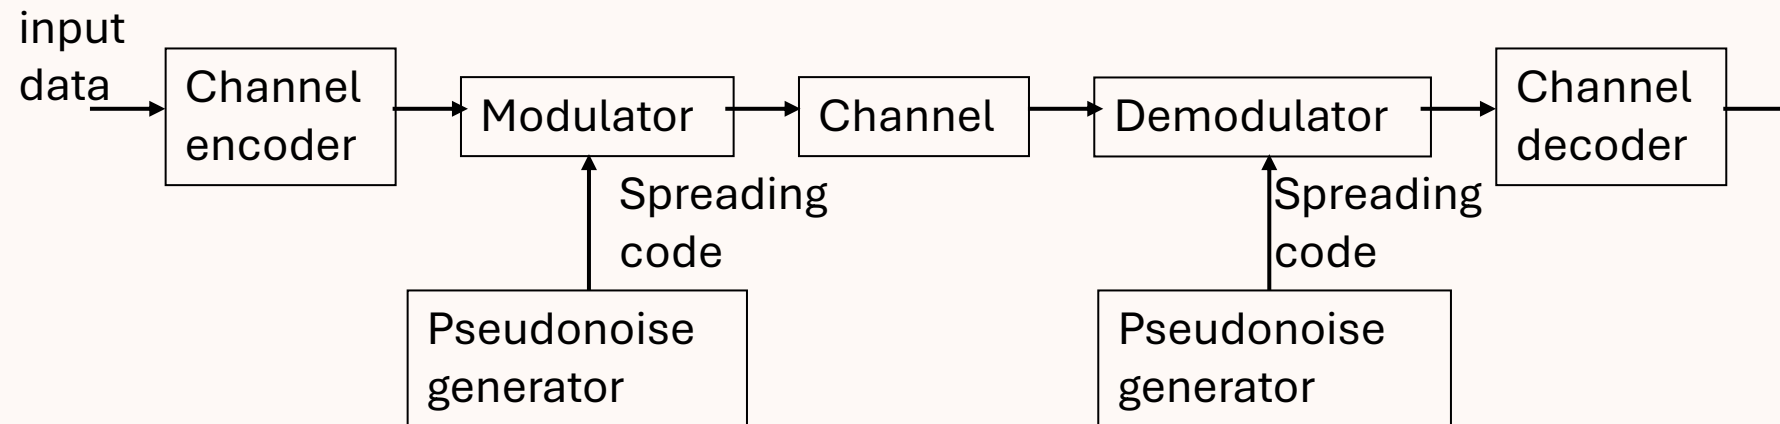 input
data
Channel
encoder
Modulator
Channel
Demodulator
Channel
decoder
Spreading
code
Spreading
code
Pseudonoise
generator
Pseudonoise
generator